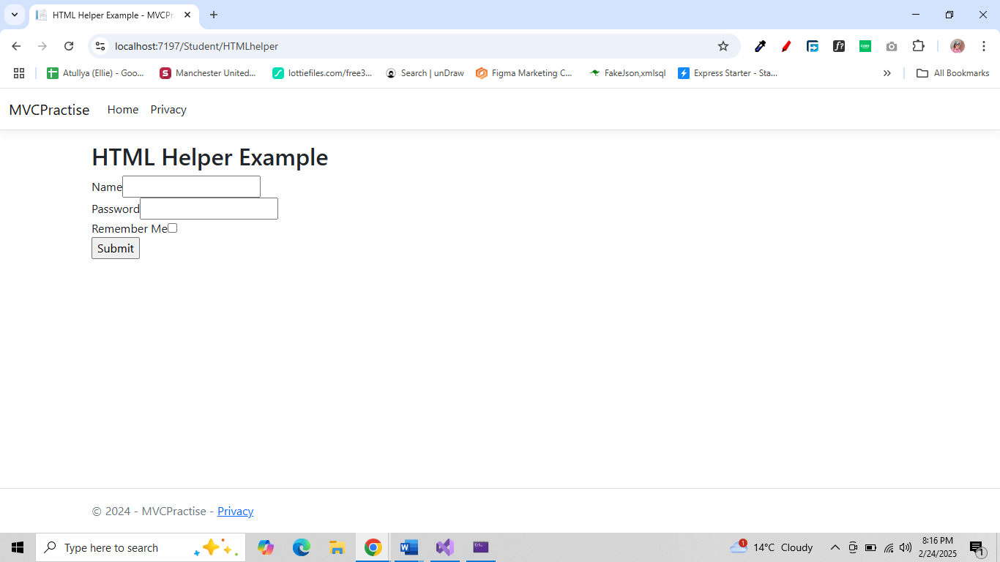 HTML Helper Example - MVCPr
localhost:7197/Student/HTMLhelper
Atullya (Ellie) - Goo...
Manchester United...
lottiefiles.com/free3...
Search | unDraw
Figma Marketing C...
FakeJson,xmlsql
Express Starter - Sta...
All Bookmarks
MVCPractise
Home
Privacy
HTML Helper Example
Name
Password
Remember Me
Submit
© 2024 - MVCPractise - Privacy
Type here to search
1
14°C Cloudy
8:16 PM
2/24/2025
1